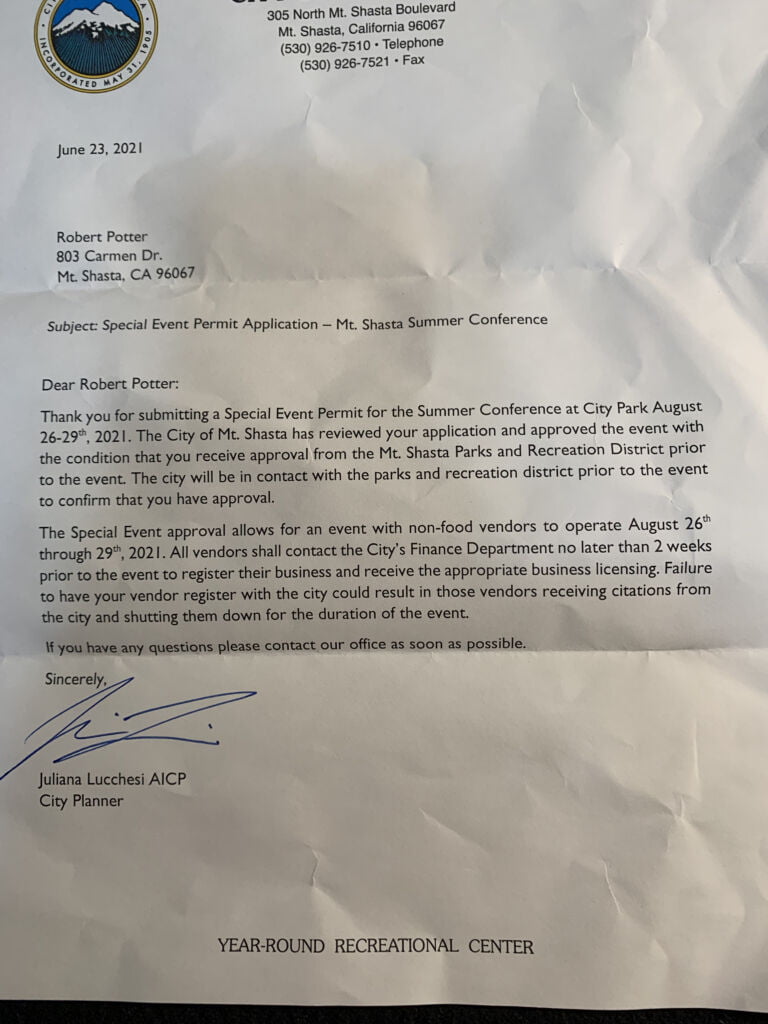 305 North Mt. Shasta Boulevard
Mt. Shasta, California 96067
(530) 926-7510 • Telephone
(530) 926-7521 • Fax
INCORPORATED MAY 31, 1905
June 23, 2021
Robert Potter
803 Carmen Dr.
Mt. Shasta, CA 96067
Subject: Special Event Permit Application – Mt. Shasta Summer Conference
Dear Robert Potter:
Thank you for submitting a Special Event Permit for the Summer Conference at City Park August
26-29th, 2021. The City of Mt. Shasta has reviewed your application and approved the event with
the condition that you receive approval from the Mt. Shasta Parks and Recreation District prior
to the event. The city will be in contact with the parks and recreation district prior to the event
to confirm that you have approval.
The Special Event approval allows for an event with non-food vendors to operate August 26th
through 29th, 2021. All vendors shall contact the City's Finance Department no later than 2 weeks
prior to the event to register their business and receive the appropriate business licensing. Failure
to have your vendor register with the city could result in those vendors receiving citations from
the city and shutting them down for the duration of the event.
If you have any questions please contact our office as soon as possible.
Sincerely,
Juliana Lucchesi AICP
City Planner
YEAR-ROUND RECREATIONAL CENTER